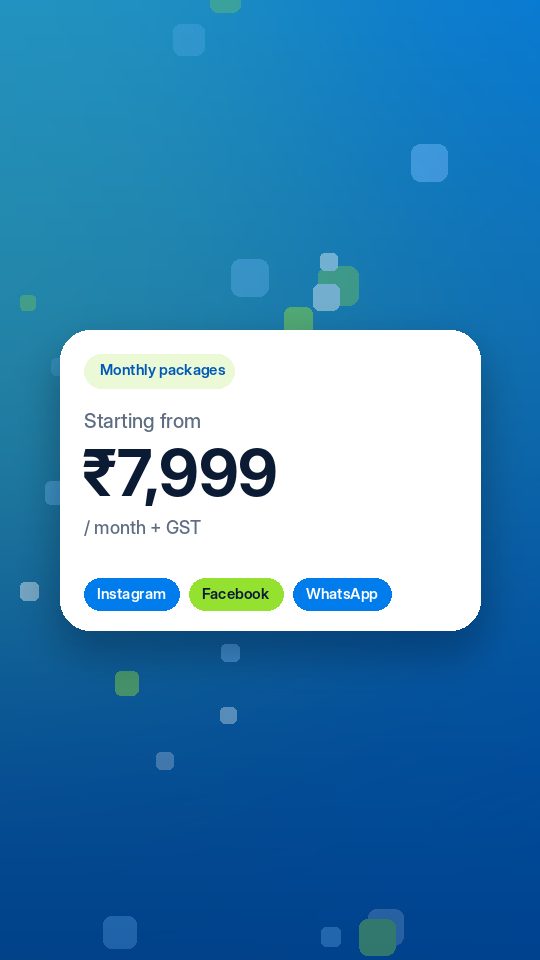 Monthly packages
Starting from
₹7,999
/ month + GST
Instagram Facebook WhatsApp